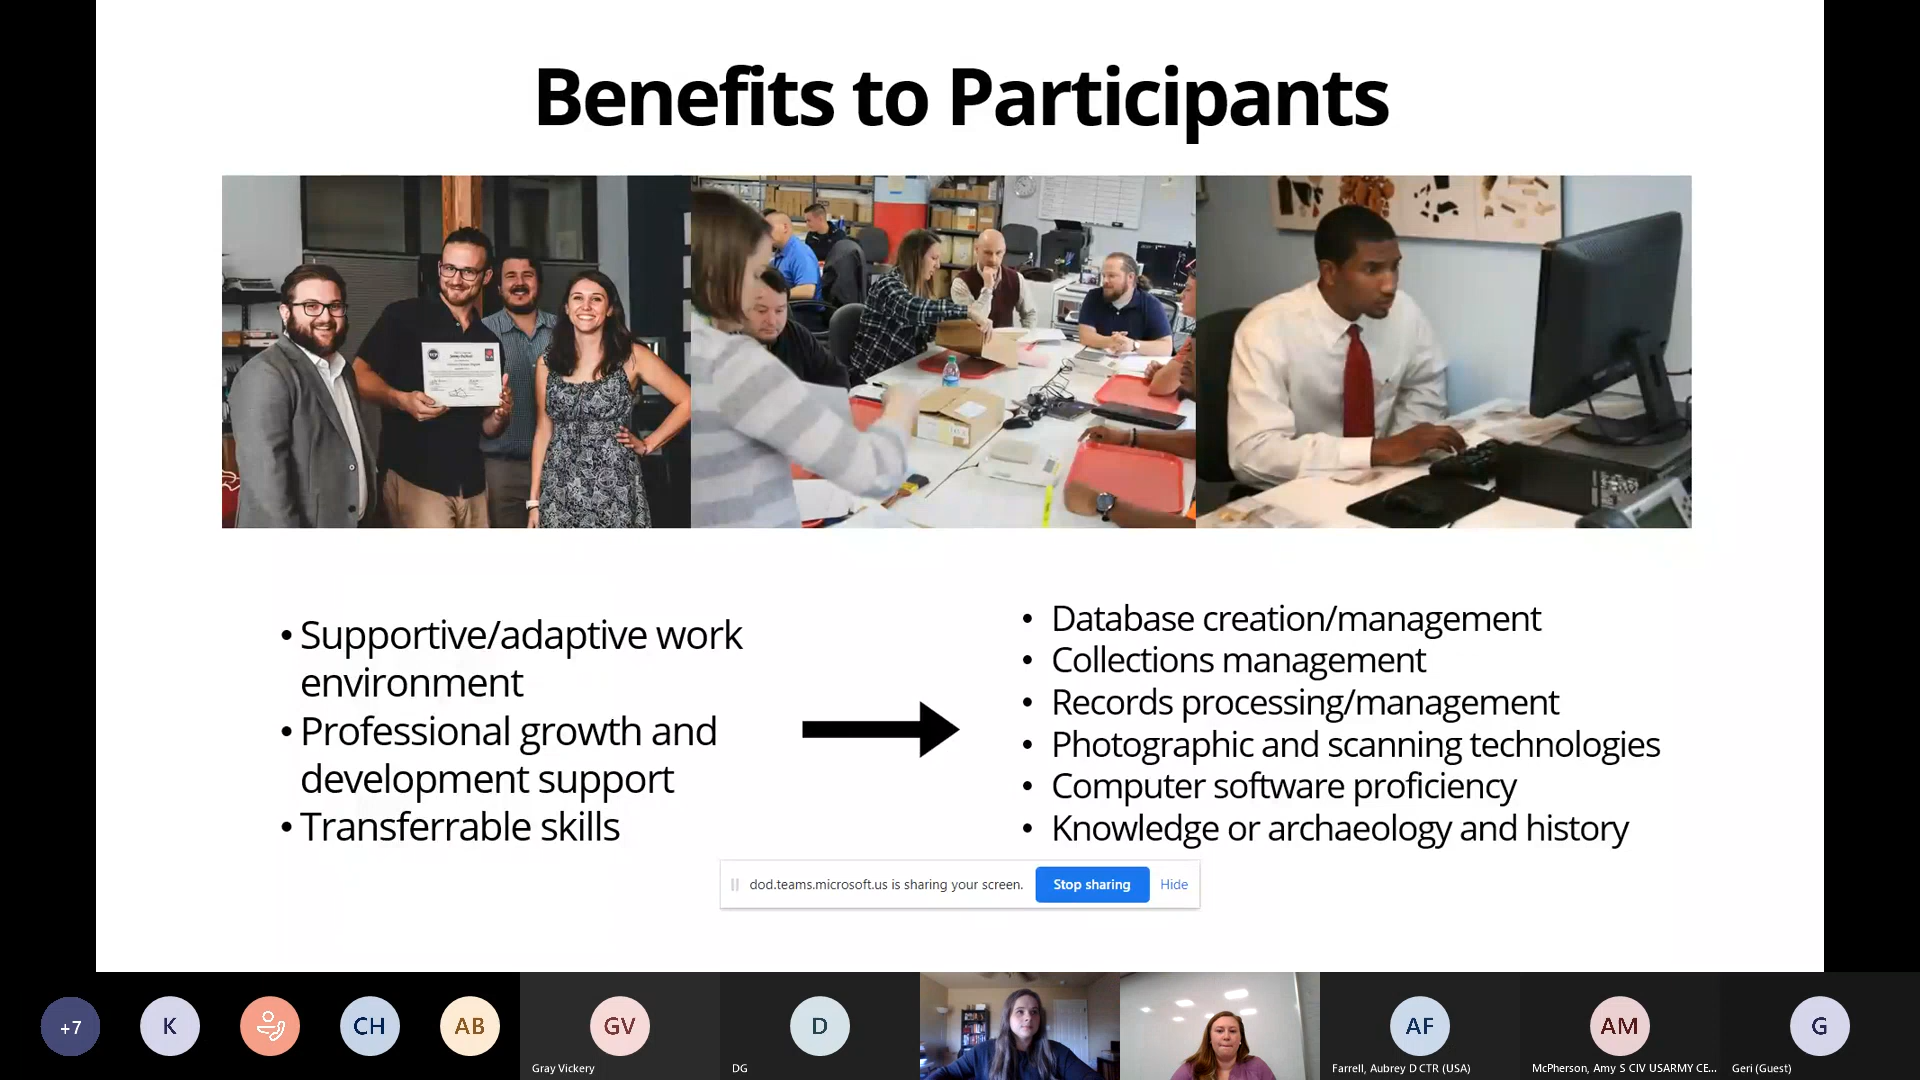 Benefits to Participants
• Supportive/adaptive work
environment
• Professional growth and
development support
• Transferrable skills
• Database creation/management
• Collections management
• Records processing/management
• Photographic and scanning technologies
• Computer software proficiency
• Knowledge or archaeology and history
dod.teams.microsoft.us is sharing your screen. Stop sharing Hide
+7 K CH AB GV D AF AM G
Gray Vickery DG Farrell, Aubrey D CTR (USA) McPherson, Amy S CIV USARMY CE... Geri (Guest)